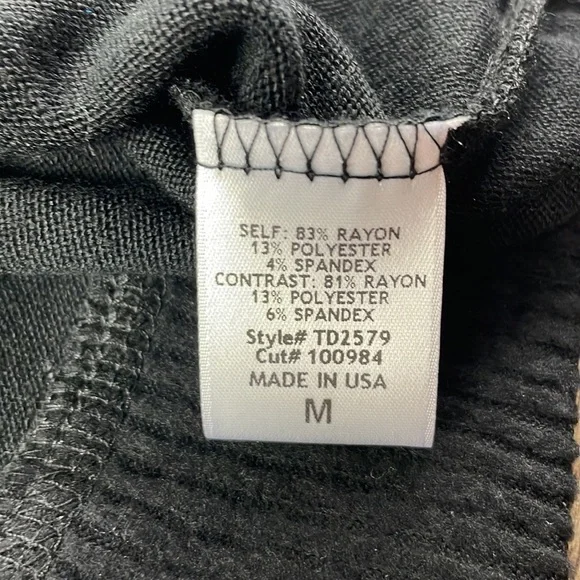 SELF: 83% RAYON
13% POLYESTER
4% SPANDEX
CONTRAST: 81% RAYON
13% POLYESTER
6% SPANDEX
Style# TD2579
Cut# 100984
MADE IN USA
M